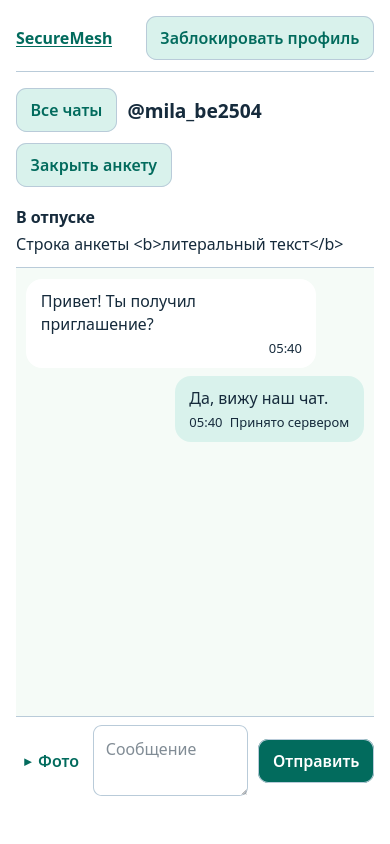 SecureMesh
Заблокировать профиль
Все чаты
@mila_be2504
Закрыть анкету
В отпуске
Строка анкеты <b>литеральный текст</b>
Привет! Ты получил
приглашение?
05:40
Да, вижу наш чат.
05:40 Принято сервером
▸ Фото
Сообщение
Отправить